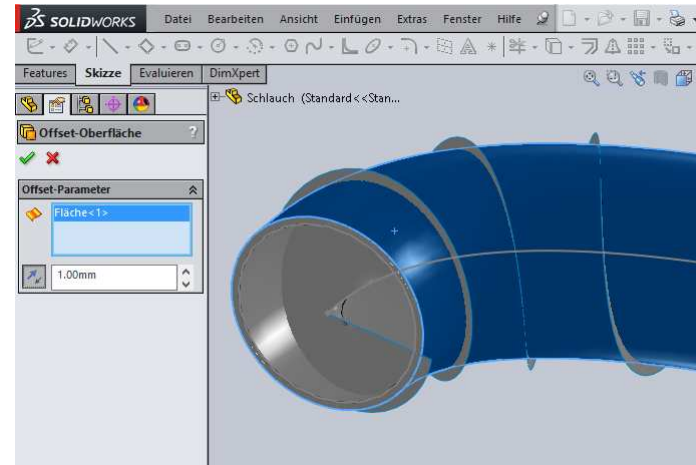 SOLIDWORKS Datei Bearbeiten Ansicht Einfügen Extras Fenster Hilfe
Features Skizze Evaluieren DimXpert
Schlauch (Standard<<Stan...
Offset-Oberfläche ?
Offset-Parameter
Fläche<1>
1.00mm